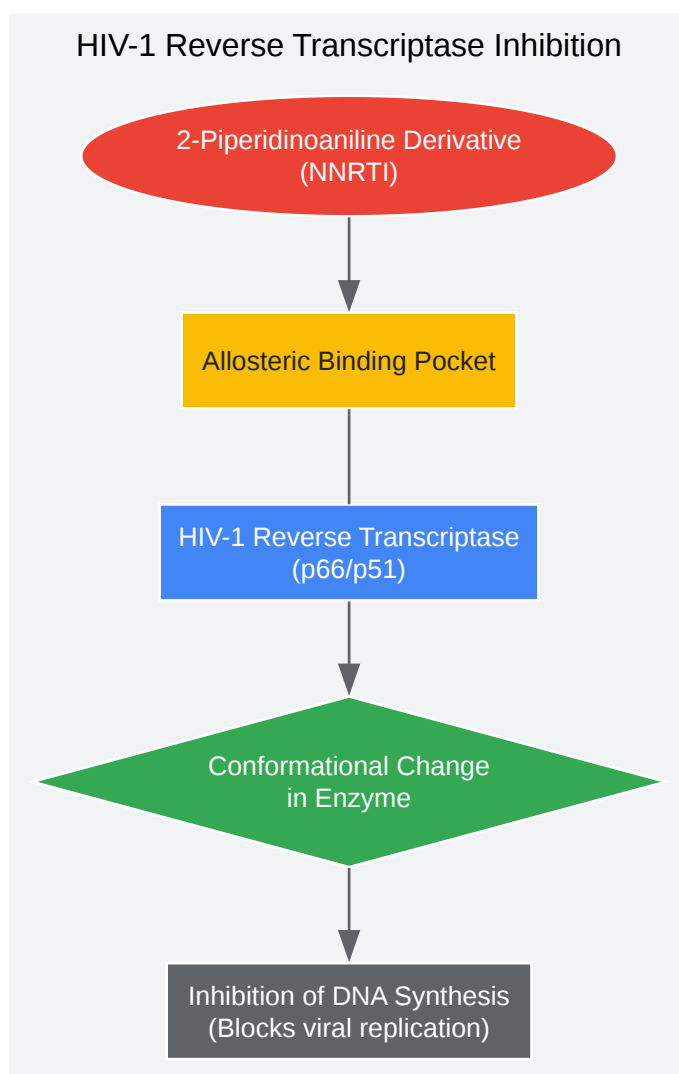 HIV-1 Reverse Transcriptase Inhibition
2-Piperidinoaniline Derivative
(NNRTI)
Allosteric Binding Pocket
HIV-1 Reverse Transcriptase
(p66/p51)
Conformational Change
in Enzyme
Inhibition of DNA Synthesis
(Blocks viral replication)